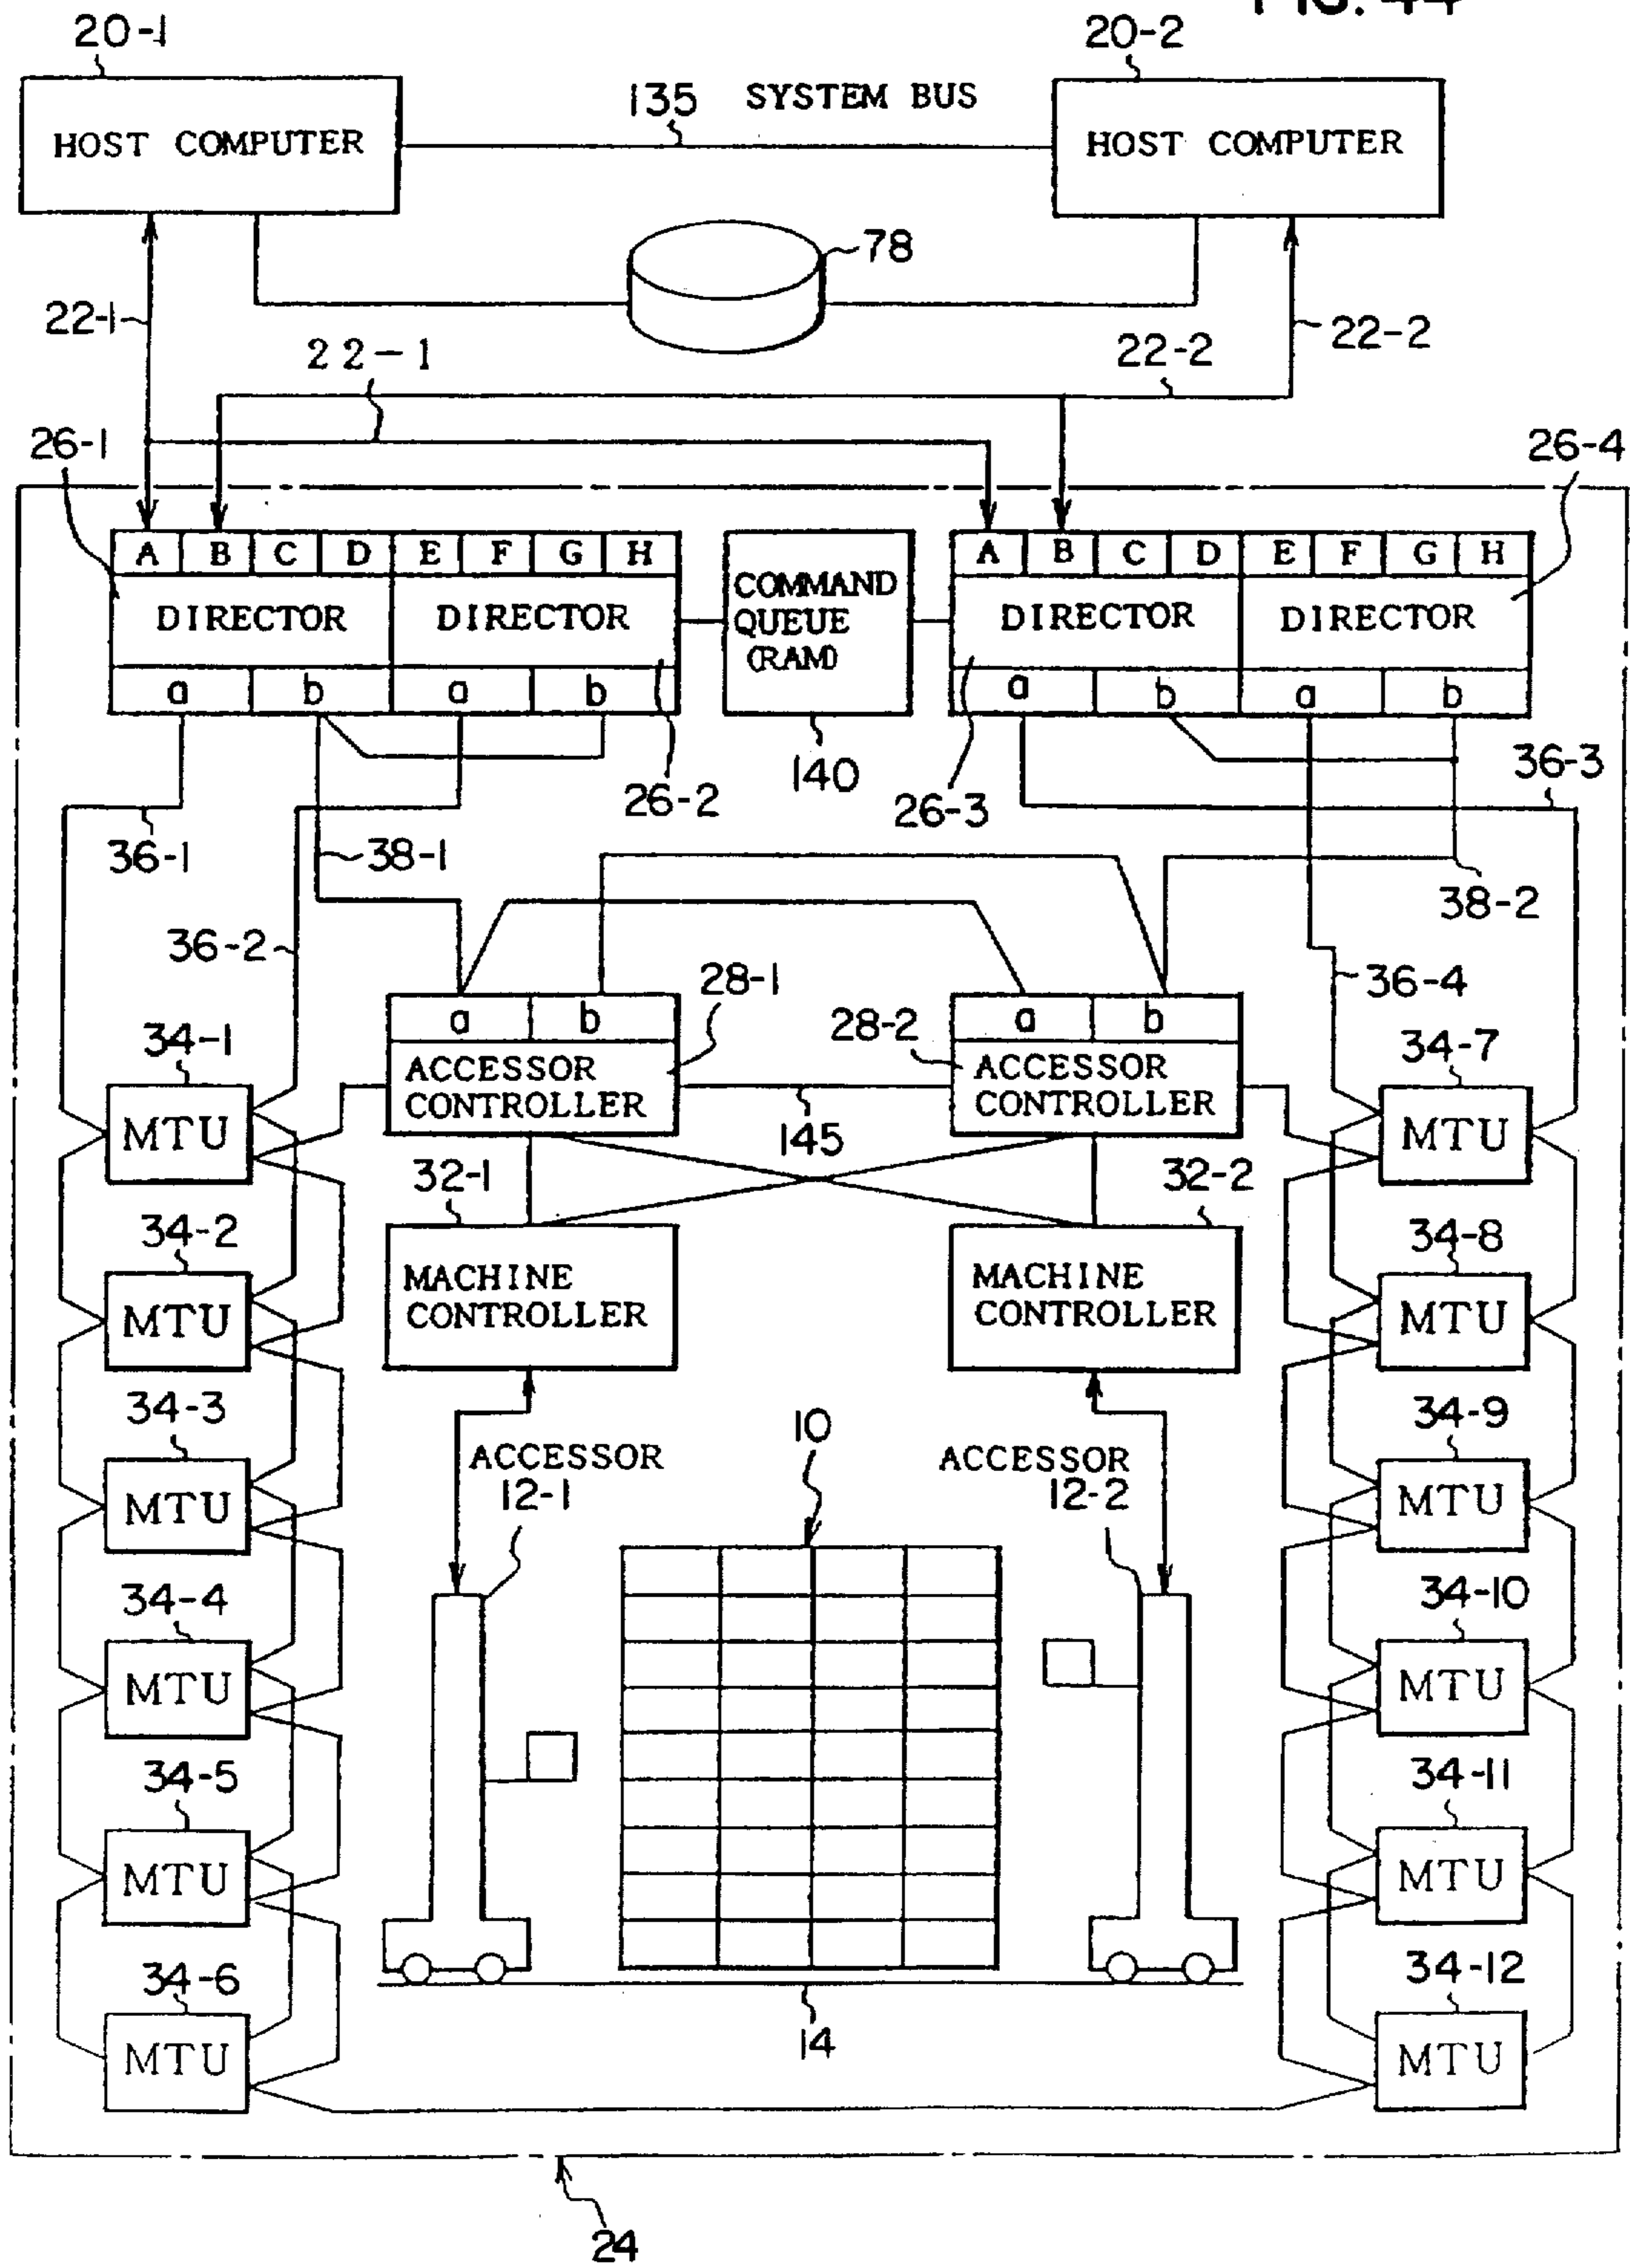 FIG. 44
20-1
20-2
135 SYSTEM BUS
HOST COMPUTER
HOST COMPUTER
78
22-1
22-2
22-1
22-2
26-1
26-4
A B C D E F G H
A B C D E F G H
COMMAND
QUEUE
(RAM)
DIRECTOR DIRECTOR
DIRECTOR DIRECTOR
a b a b
a b a b
140
26-2
26-3
36-3
36-1
38-1
38-2
36-2
36-4
28-1
28-2
a b
a b
ACCESSOR
CONTROLLER
ACCESSOR
CONTROLLER
145
34-1
MTU
34-7
MTU
32-1
32-2
34-2
MTU
34-8
MTU
MACHINE
CONTROLLER
MACHINE
CONTROLLER
34-3
MTU
34-9
MTU
10
ACCESSOR
12-1
ACCESSOR
12-2
34-4
MTU
34-10
MTU
34-5
MTU
34-11
MTU
34-6
MTU
34-12
MTU
14
24